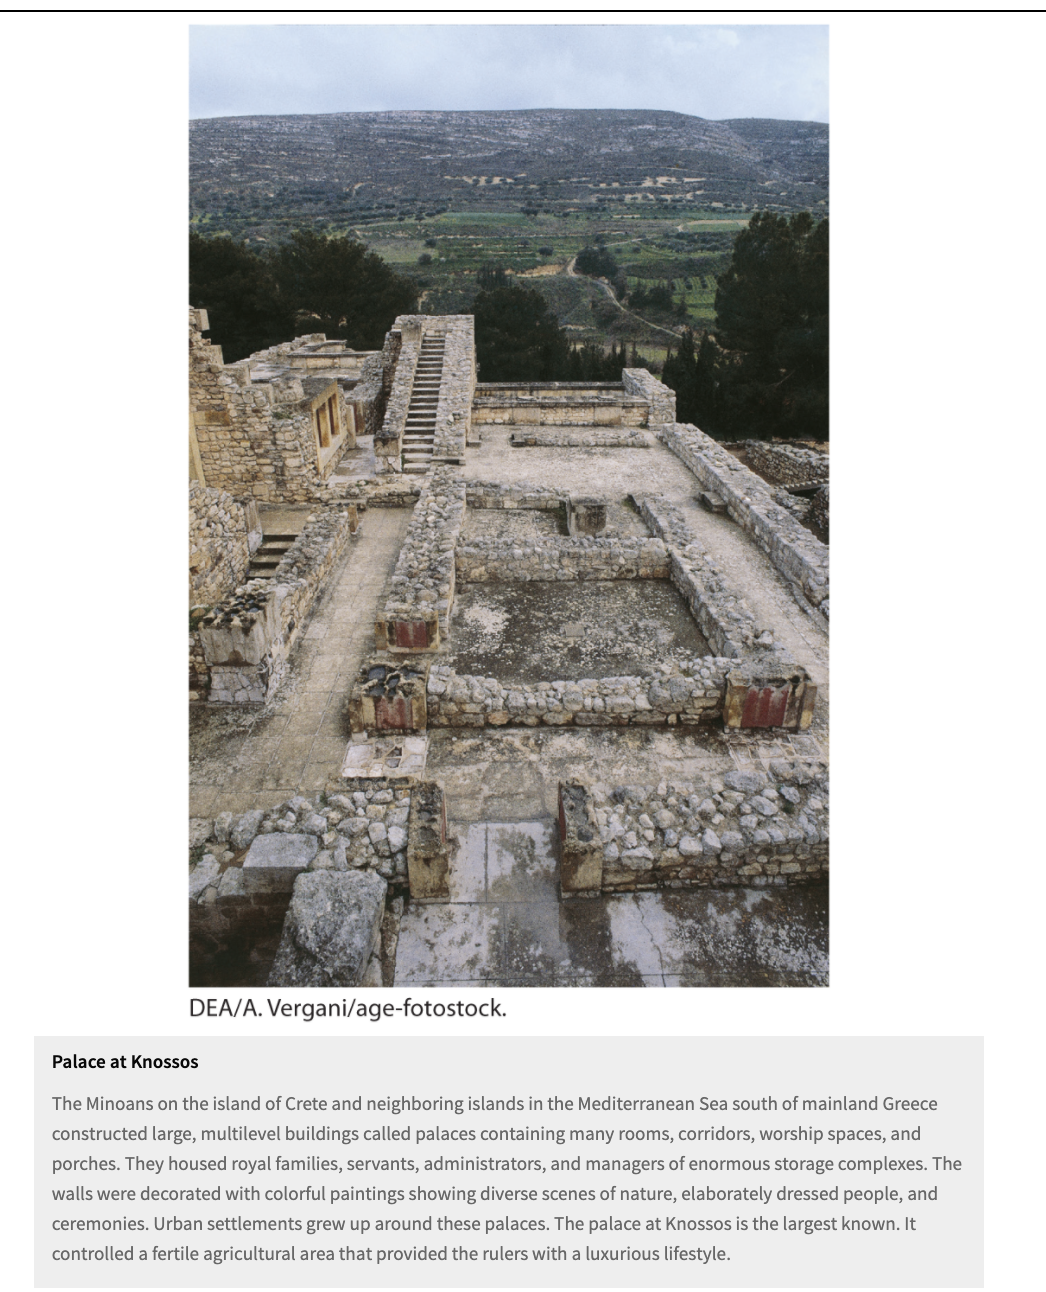 DEA/A. Vergani/age-fotostock.
Palace at Knossos
The Minoans on the island of Crete and neighboring islands in the Mediterranean Sea south of mainland Greece
constructed large, multilevel buildings called palaces containing many rooms, corridors, worship spaces, and
porches. They housed royal families, servants, administrators, and managers of enormous storage complexes. The
walls were decorated with colorful paintings showing diverse scenes of nature, elaborately dressed people, and
ceremonies. Urban settlements grew up around these palaces. The palace at Knossos is the largest known. It
controlled a fertile agricultural area that provided the rulers with a luxurious lifestyle.